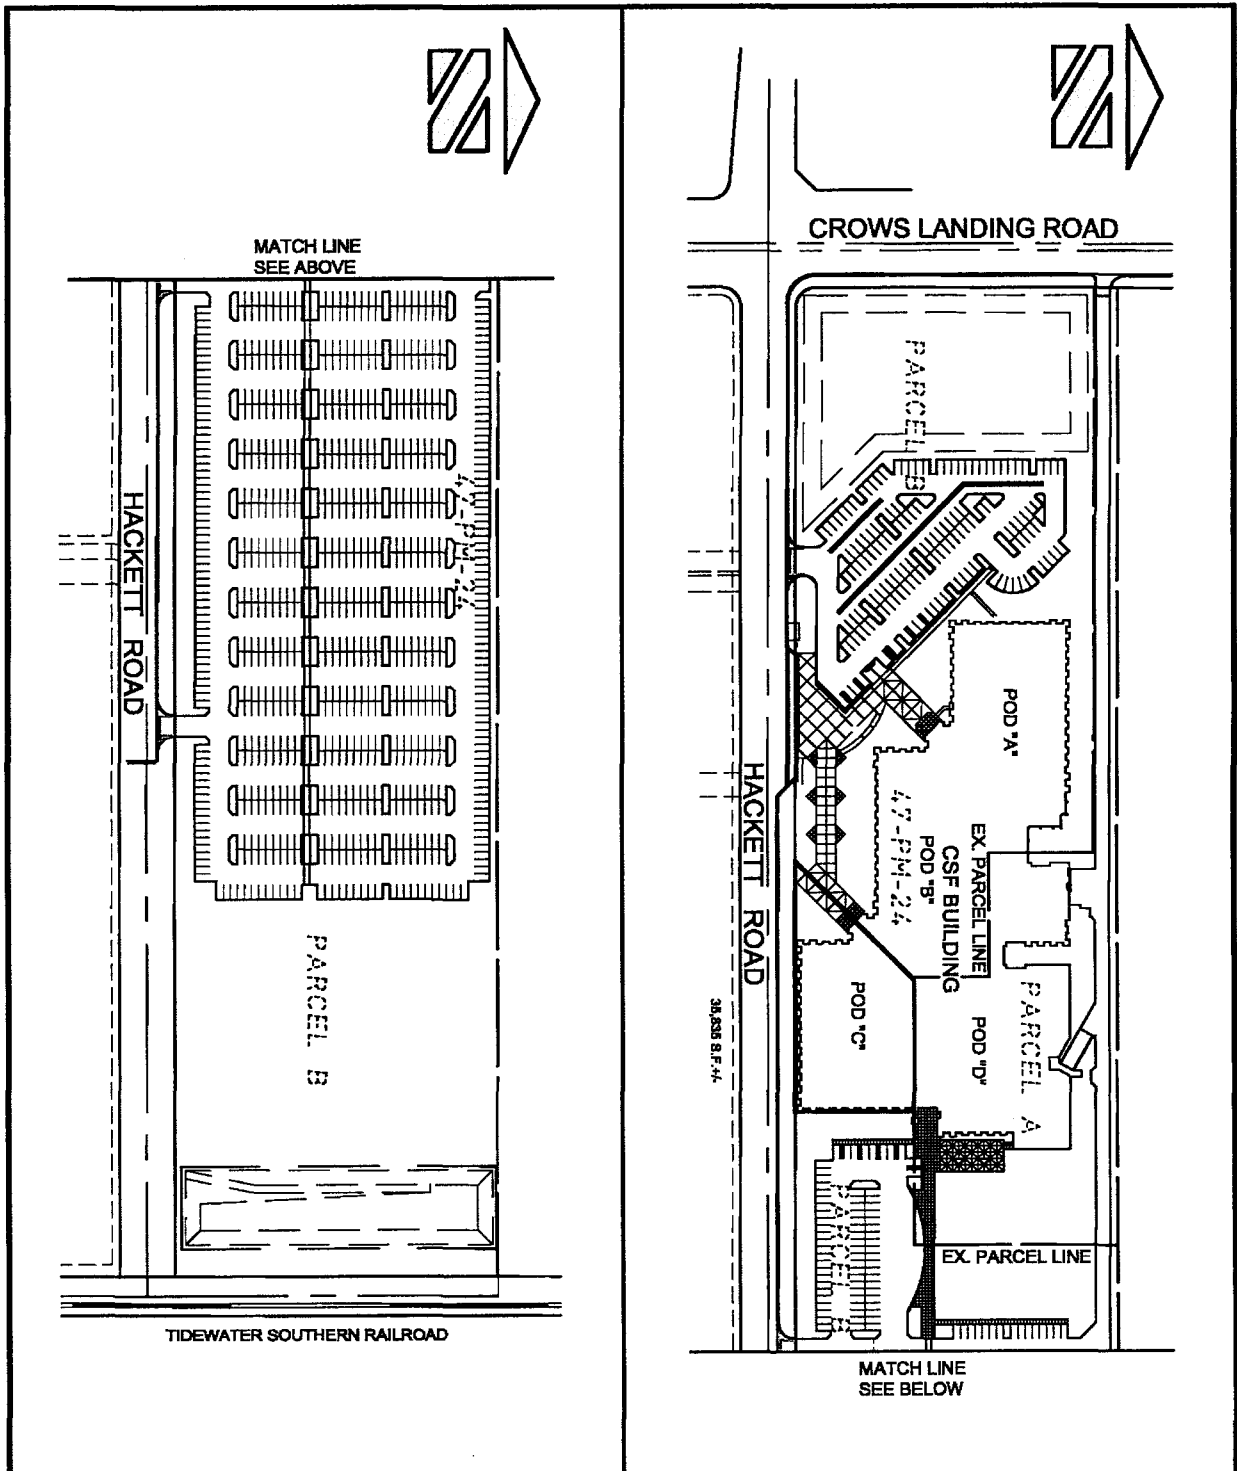 MATCH LINE
SEE ABOVE
HACKETT ROAD
47-PM-24
PARCEL B
TIDEWATER SOUTHERN RAILROAD
CROWS LANDING ROAD
PARCEL B
POD "A"
47-PM-24
POD "B"
CSF BUILDING
EX. PARCEL LINE
HACKETT ROAD
POD "C"
POD "D"
PARCEL A
35,835 S.F.+/-
EX. PARCEL LINE
MATCH LINE
SEE BELOW